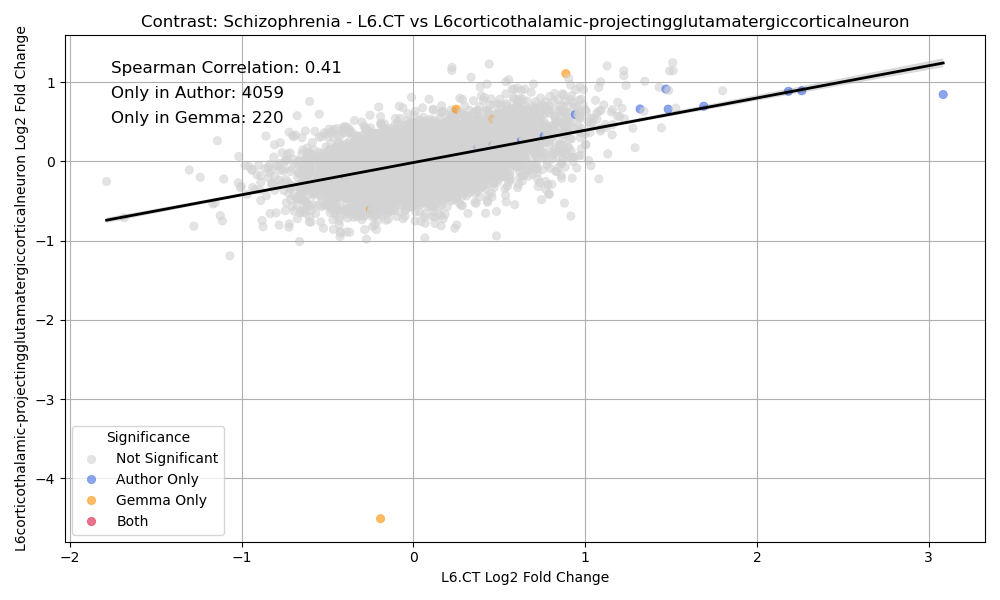 Contrast: Schizophrenia - L6.CT vs L6corticothalamic-projectingglutamatergiccorticalneuron
L6corticothalamic-projectingglutamatergiccorticalneuron Log2 Fold Change
Spearman Correlation: 0.41
Only in Author: 4059
Only in Gemma: 220
1
0
−1
−2
−3
−4
Significance
Not Significant
Author Only
Gemma Only
Both
−2 −1 0 1 2 3
L6.CT Log2 Fold Change